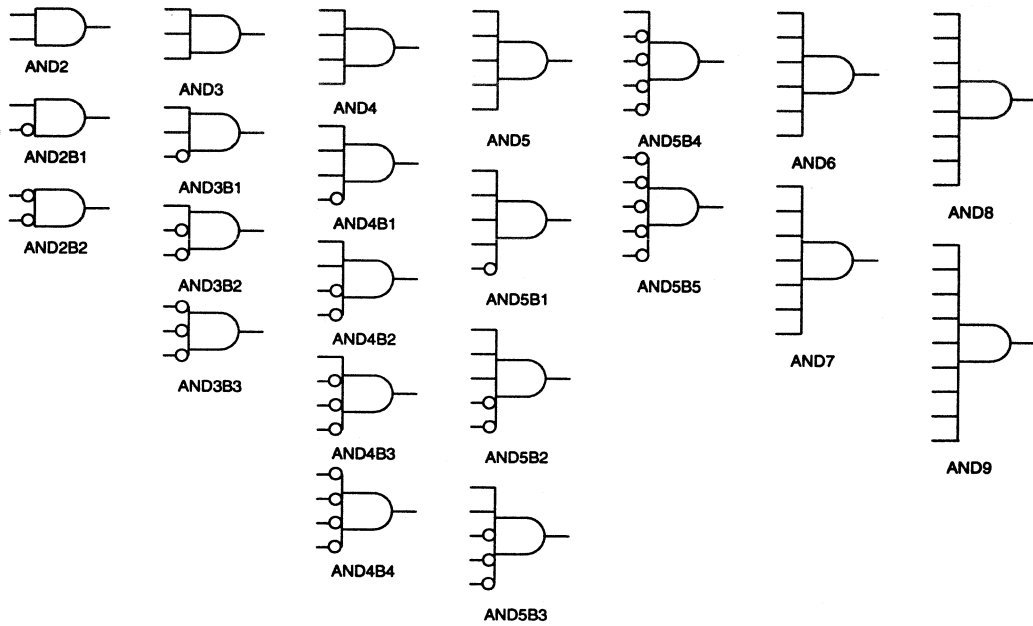 AND2
AND2B1
AND2B2
AND3
AND3B1
AND3B2
AND3B3
AND4
AND4B1
AND4B2
AND4B3
AND4B4
AND5
AND5B1
AND5B2
AND5B3
AND5B4
AND5B5
AND6
AND7
AND8
AND9